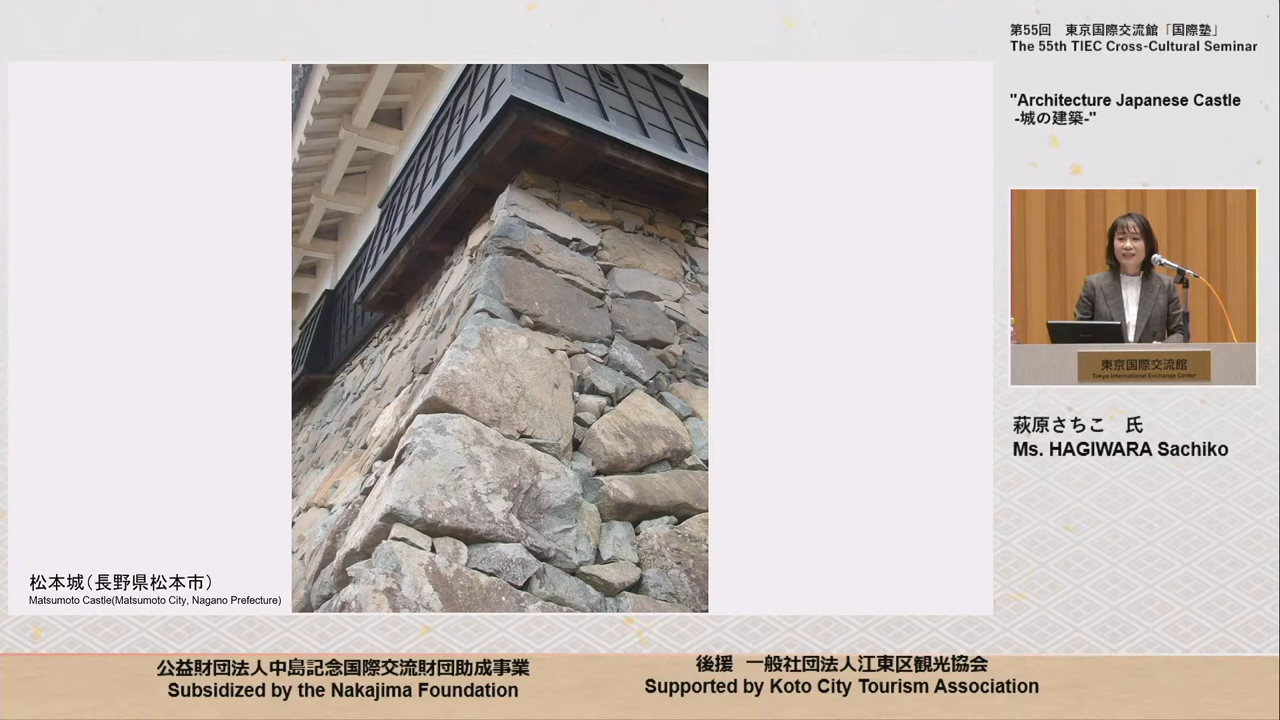 第55回　東京国際交流館「国際塾」
The 55th TIEC Cross-Cultural Seminar
"Architecture Japanese Castle
-城の建築-"
東京国際交流館
Tokyo International Exchange Center
萩原さちこ　氏
Ms. HAGIWARA Sachiko
松本城（長野県松本市）
Matsumoto Castle(Matsumoto City, Nagano Prefecture)
公益財団法人中島記念国際交流財団助成事業
Subsidized by the Nakajima Foundation
後援　一般社団法人江東区観光協会
Supported by Koto City Tourism Association